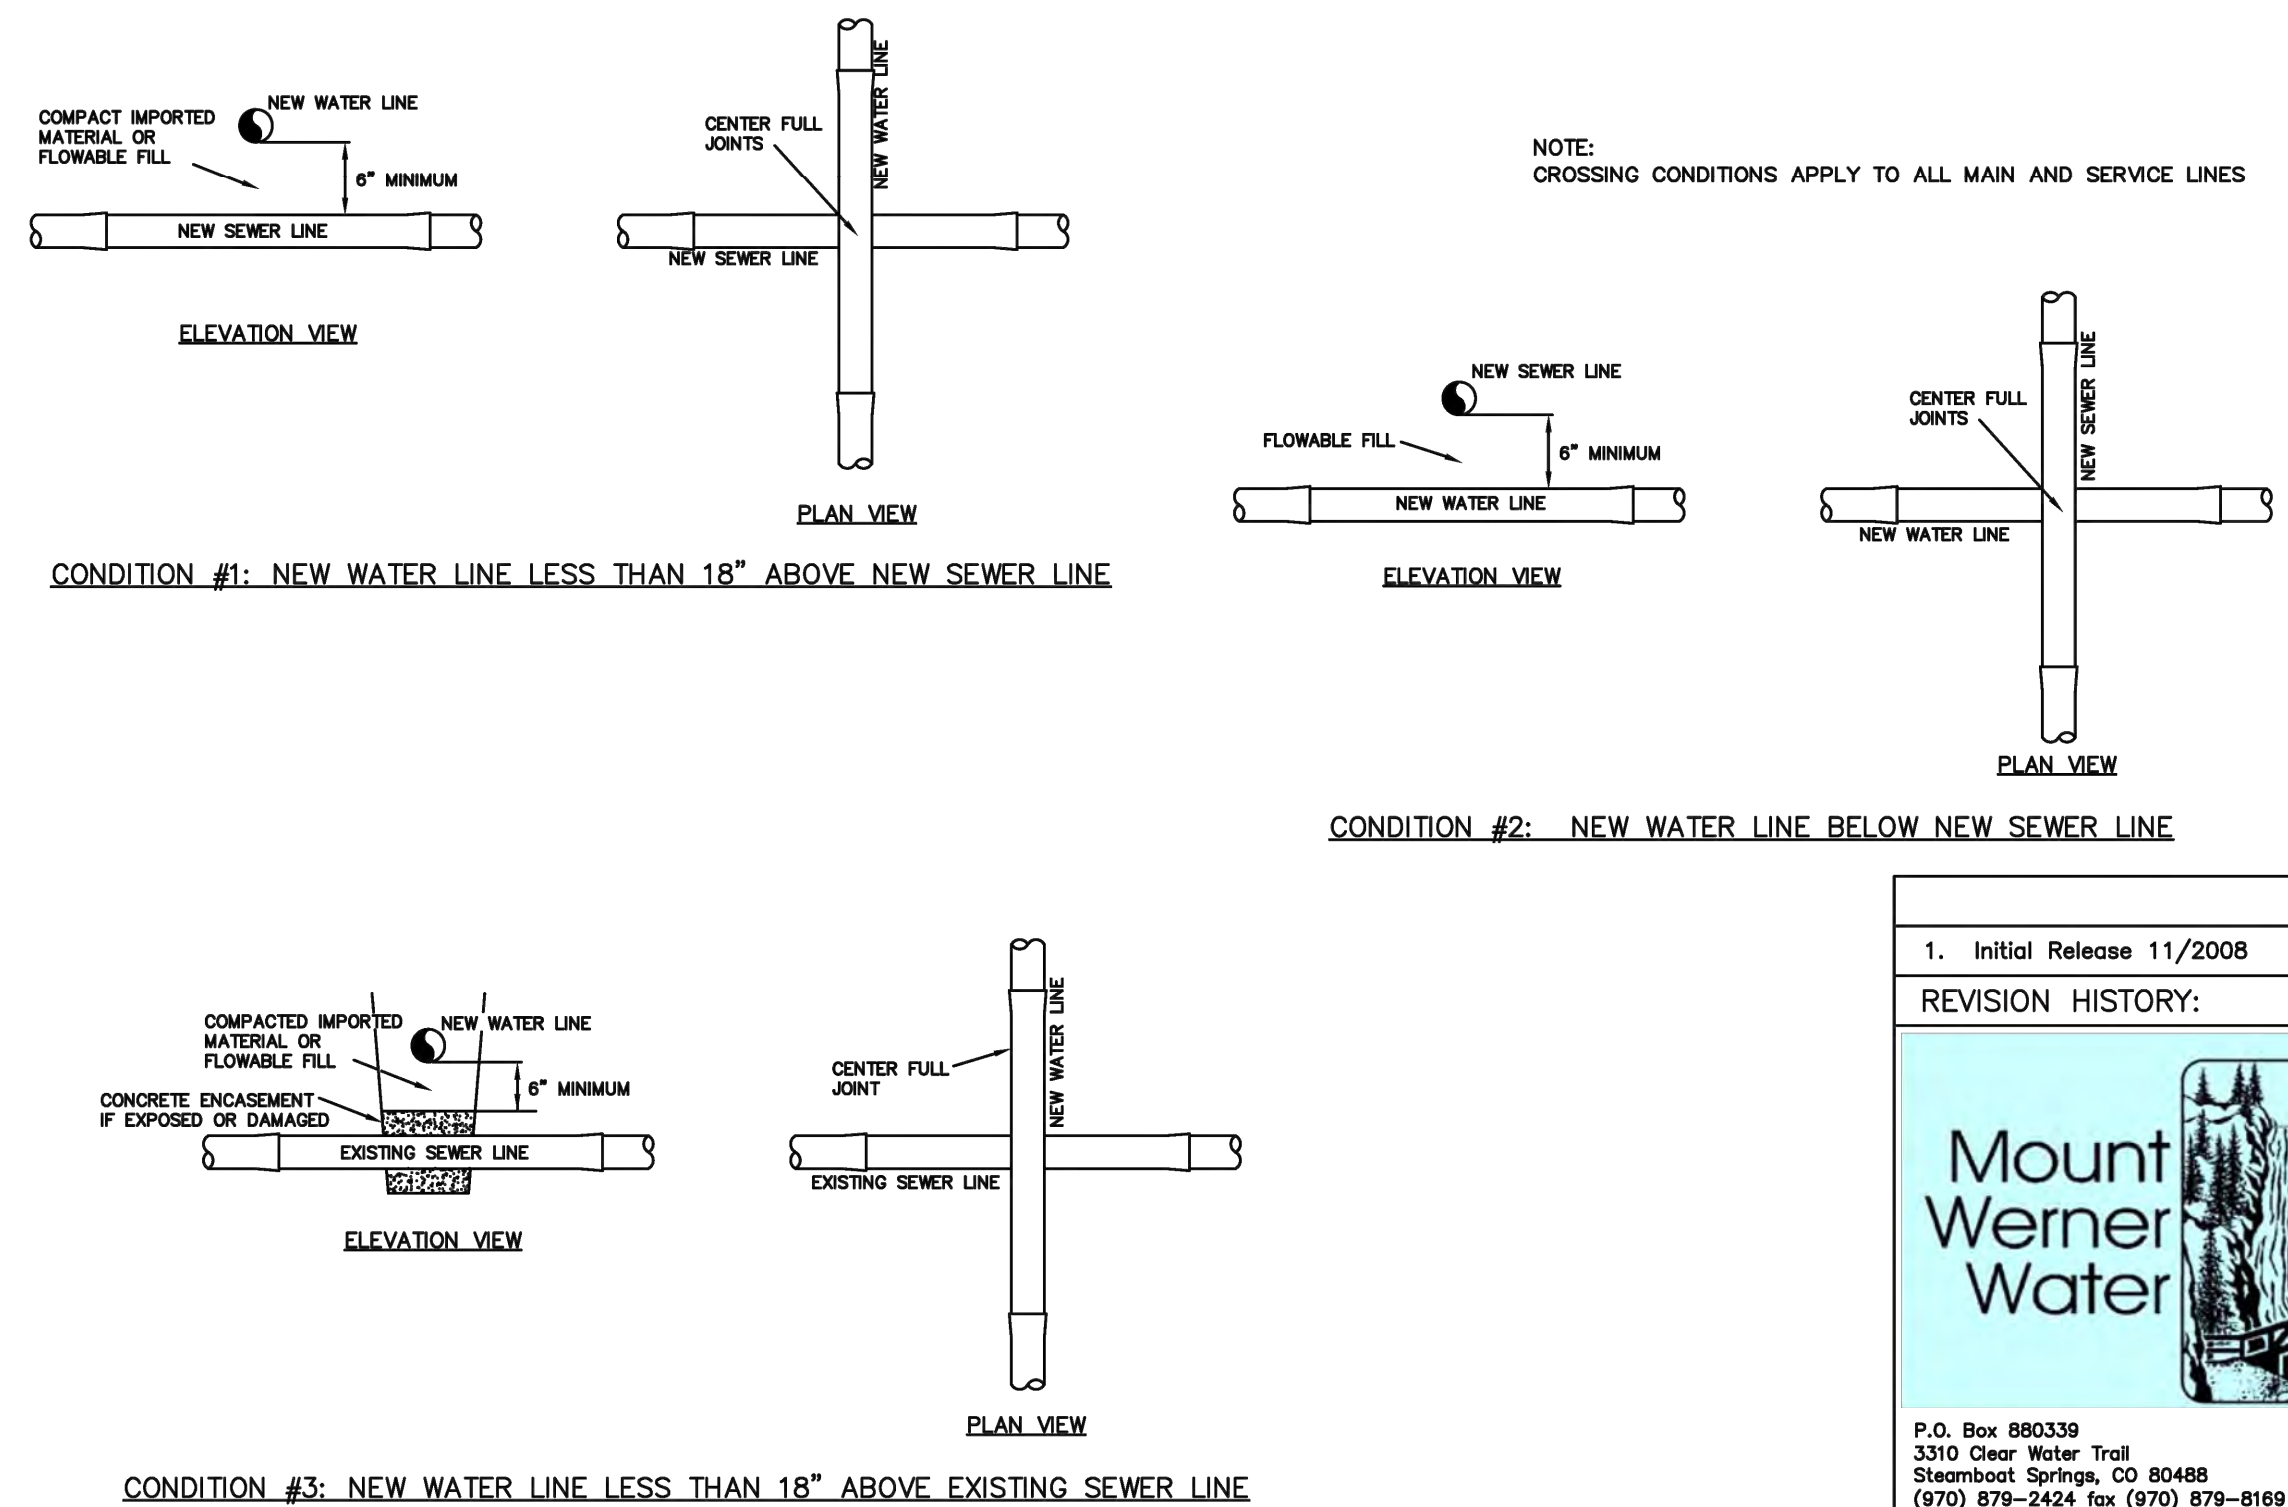 COMPACT IMPORTED
MATERIAL OR
FLOWABLE FILL
NEW WATER LINE
6" MINIMUM
NEW SEWER LINE
ELEVATION VIEW
CENTER FULL
JOINTS
NEW WATER LINE
NEW WATER LINE
NEW SEWER LINE
PLAN VIEW
CONDITION #1: NEW WATER LINE LESS THAN 18" ABOVE NEW SEWER LINE
NOTE:
CROSSING CONDITIONS APPLY TO ALL MAIN AND SERVICE LINES
NEW SEWER LINE
FLOWABLE FILL
6" MINIMUM
NEW WATER LINE
ELEVATION VIEW
CENTER FULL
JOINTS
NEW SEWER LINE
NEW WATER LINE
PLAN VIEW
CONDITION #2: NEW WATER LINE BELOW NEW SEWER LINE
COMPACTED IMPORTED
MATERIAL OR
FLOWABLE FILL
NEW WATER LINE
6" MINIMUM
CONCRETE ENCASEMENT
IF EXPOSED OR DAMAGED
EXISTING SEWER LINE
ELEVATION VIEW
CENTER FULL
JOINT
NEW WATER LINE
EXISTING SEWER LINE
PLAN VIEW
CONDITION #3: NEW WATER LINE LESS THAN 18" ABOVE EXISTING SEWER LINE
1. Initial Release 11/2008
REVISION HISTORY:
Mount
Werner
Water
P.O. Box 880339
3310 Clear Water Trail
Steamboat Springs, CO 80488
(970) 879-2424 fax (970) 879-8169